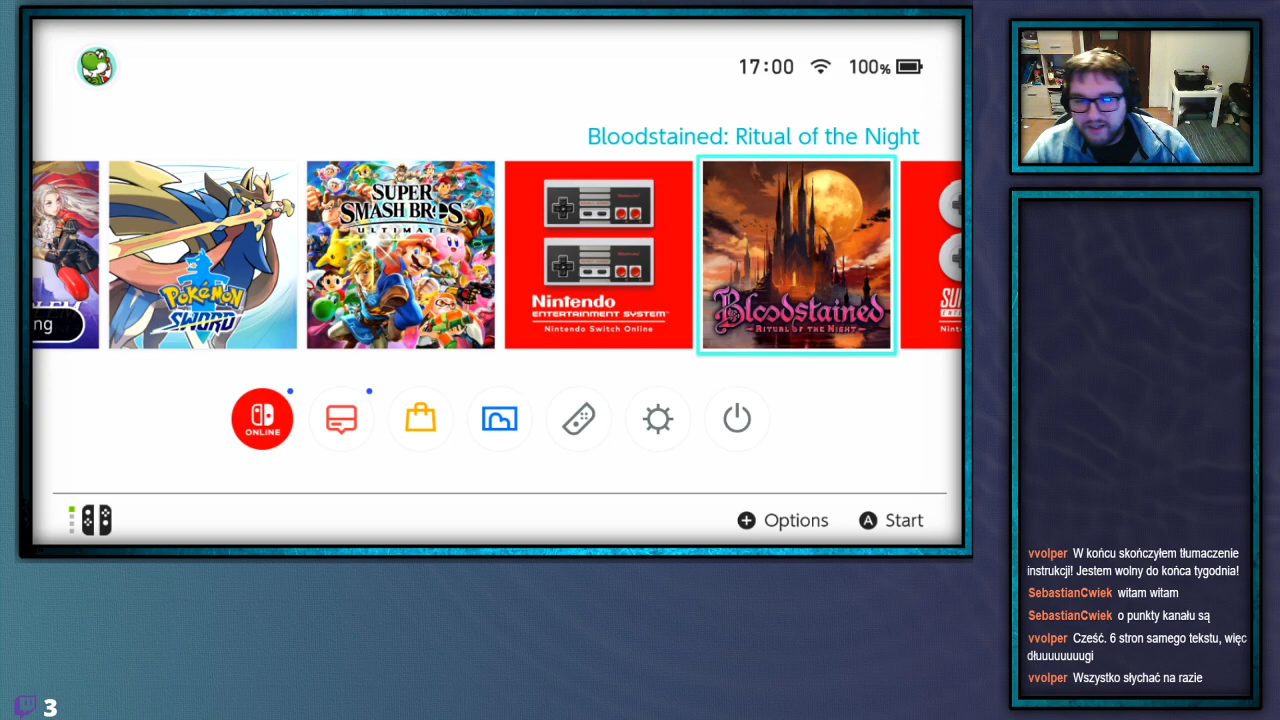 17:00 100%
Bloodstained: Ritual of the Night
ng
POKéMON
SWORD
SUPER
SMASH BROS.
ULTIMATE
Nintendo
ENTERTAINMENT SYSTEM™
Nintendo Switch Online
Bloodstained
RITUAL OF THE NIGHT
SU
Nint
ONLINE
+ Options A Start
vvolper W końcu skończyłem tłumaczenie
instrukcji! Jestem wolny do końca tygodnia!
SebastianCwiek witam witam
SebastianCwiek o punkty kanału są
vvolper Cześć. 6 stron samego tekstu, więc
dłuuuuuuugi
vvolper Wszystko słychać na razie
3